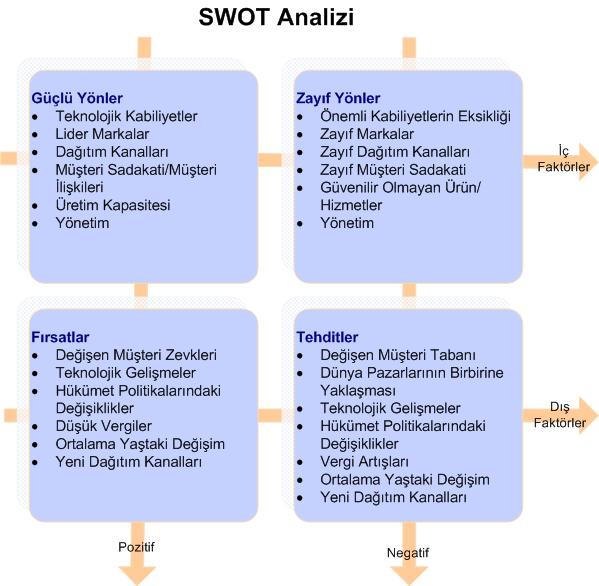 SWOT Analizi
Güçlü Yönler
• Teknolojik Kabiliyetler
• Lider Markalar
• Dağıtım Kanalları
• Müşteri Sadakati/Müşteri
İlişkileri
• Üretim Kapasitesi
• Yönetim
Zayıf Yönler
• Önemli Kabiliyetlerin Eksikliği
• Zayıf Markalar
• Zayıf Dağıtım Kanalları
• Zayıf Müşteri Sadakati
• Güvenilir Olmayan Ürün/
Hizmetler
• Yönetim
İç
Faktörler
Fırsatlar
• Değişen Müşteri Zevkleri
• Teknolojik Gelişmeler
• Hükümet Politikalarındaki
Değişiklikler
• Düşük Vergiler
• Ortalama Yaştaki Değişim
• Yeni Dağıtım Kanalları
Tehditler
• Değişen Müşteri Tabanı
• Dünya Pazarlarının Birbirine
Yaklaşması
• Teknolojik Gelişmeler
• Hükümet Politikalarındaki
Değişiklikler
• Vergi Artışları
• Ortalama Yaştaki Değişim
• Yeni Dağıtım Kanalları
Dış
Faktörler
Pozitif
Negatif